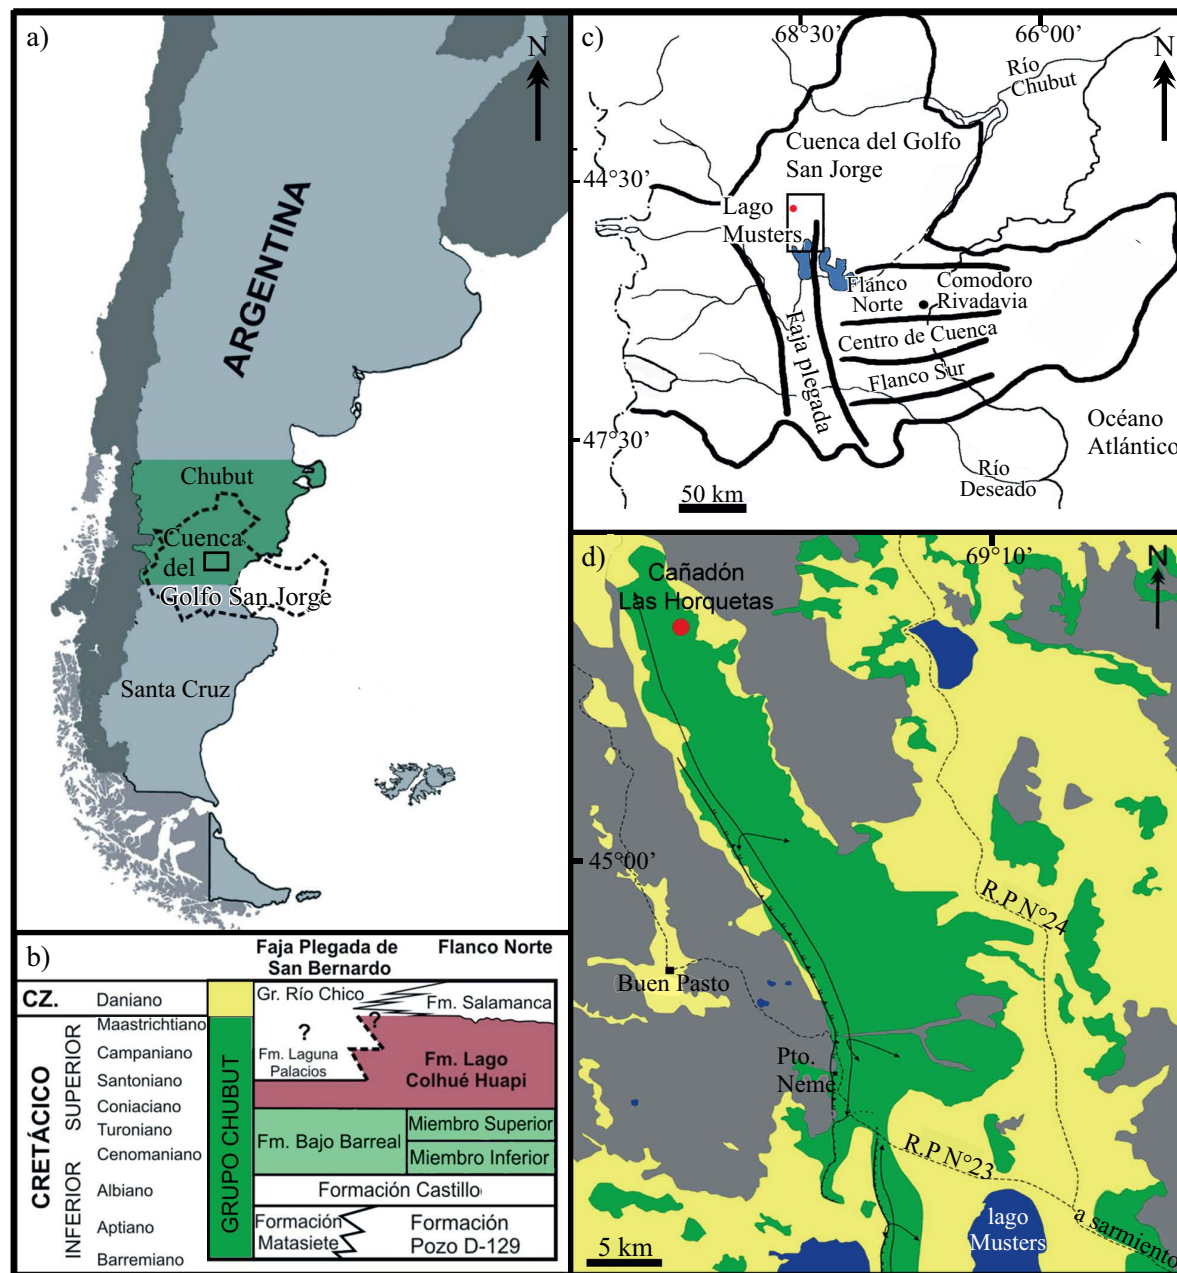 a)
N
ARGENTINA
Chubut
Cuenca
del
Golfo San Jorge
Santa Cruz
b)
Faja Plegada de
San Bernardo
Flanco Norte
CZ.
CRETÁCICO
SUPERIOR
INFERIOR
Daniano
Maastrichtiano
Campaniano
Santoniano
Coniaciano
Turoniano
Cenomaniano
Albiano
Aptiano
Barremiano
GRUPO CHUBUT
Gr. Río Chico
Fm. Salamanca
?
?
Fm. Laguna
Palacios
Fm. Lago
Colhué Huapi
Fm. Bajo Barreal
Miembro Superior
Miembro Inferior
Formación Castillo
Formación
Matasiete
Formación
Pozo D-129
c)
68°30’
66°00’
N
Río
Chubut
Cuenca del Golfo
San Jorge
44°30’
Lago
Musters
Flanco
Norte
Comodoro
Rivadavia
Centro de Cuenca
Flanco Sur
Faja plegada
47°30’
Océano
Atlántico
Río
Deseado
50 km
d)
69°10’
N
Cañadón
Las Horquetas
45°00’
R.P N°24
Buen Pasto
Pto.
Neme
R.P N°23
a sarmiento
lago
Musters
5 km